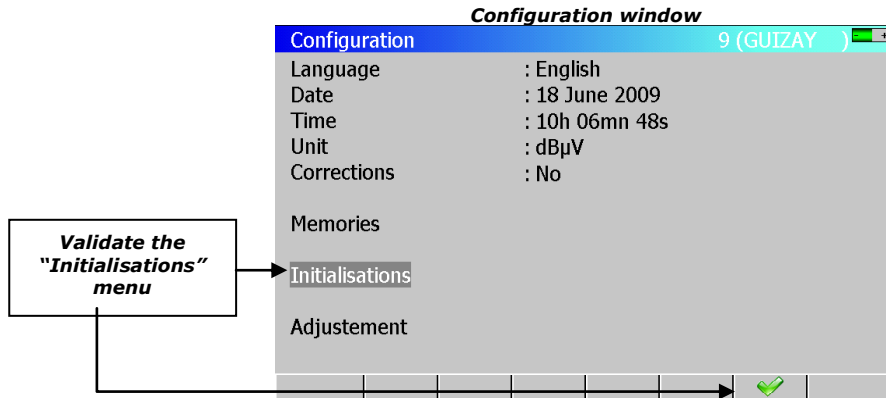 Configuration window
Configuration 9 (GUIZAY )
- +
Language : English
Date : 18 June 2009
Time : 10h 06mn 48s
Unit : dBµV
Corrections : No
Memories
Validate the
“Initialisations”
menu
Initialisations
Adjustement